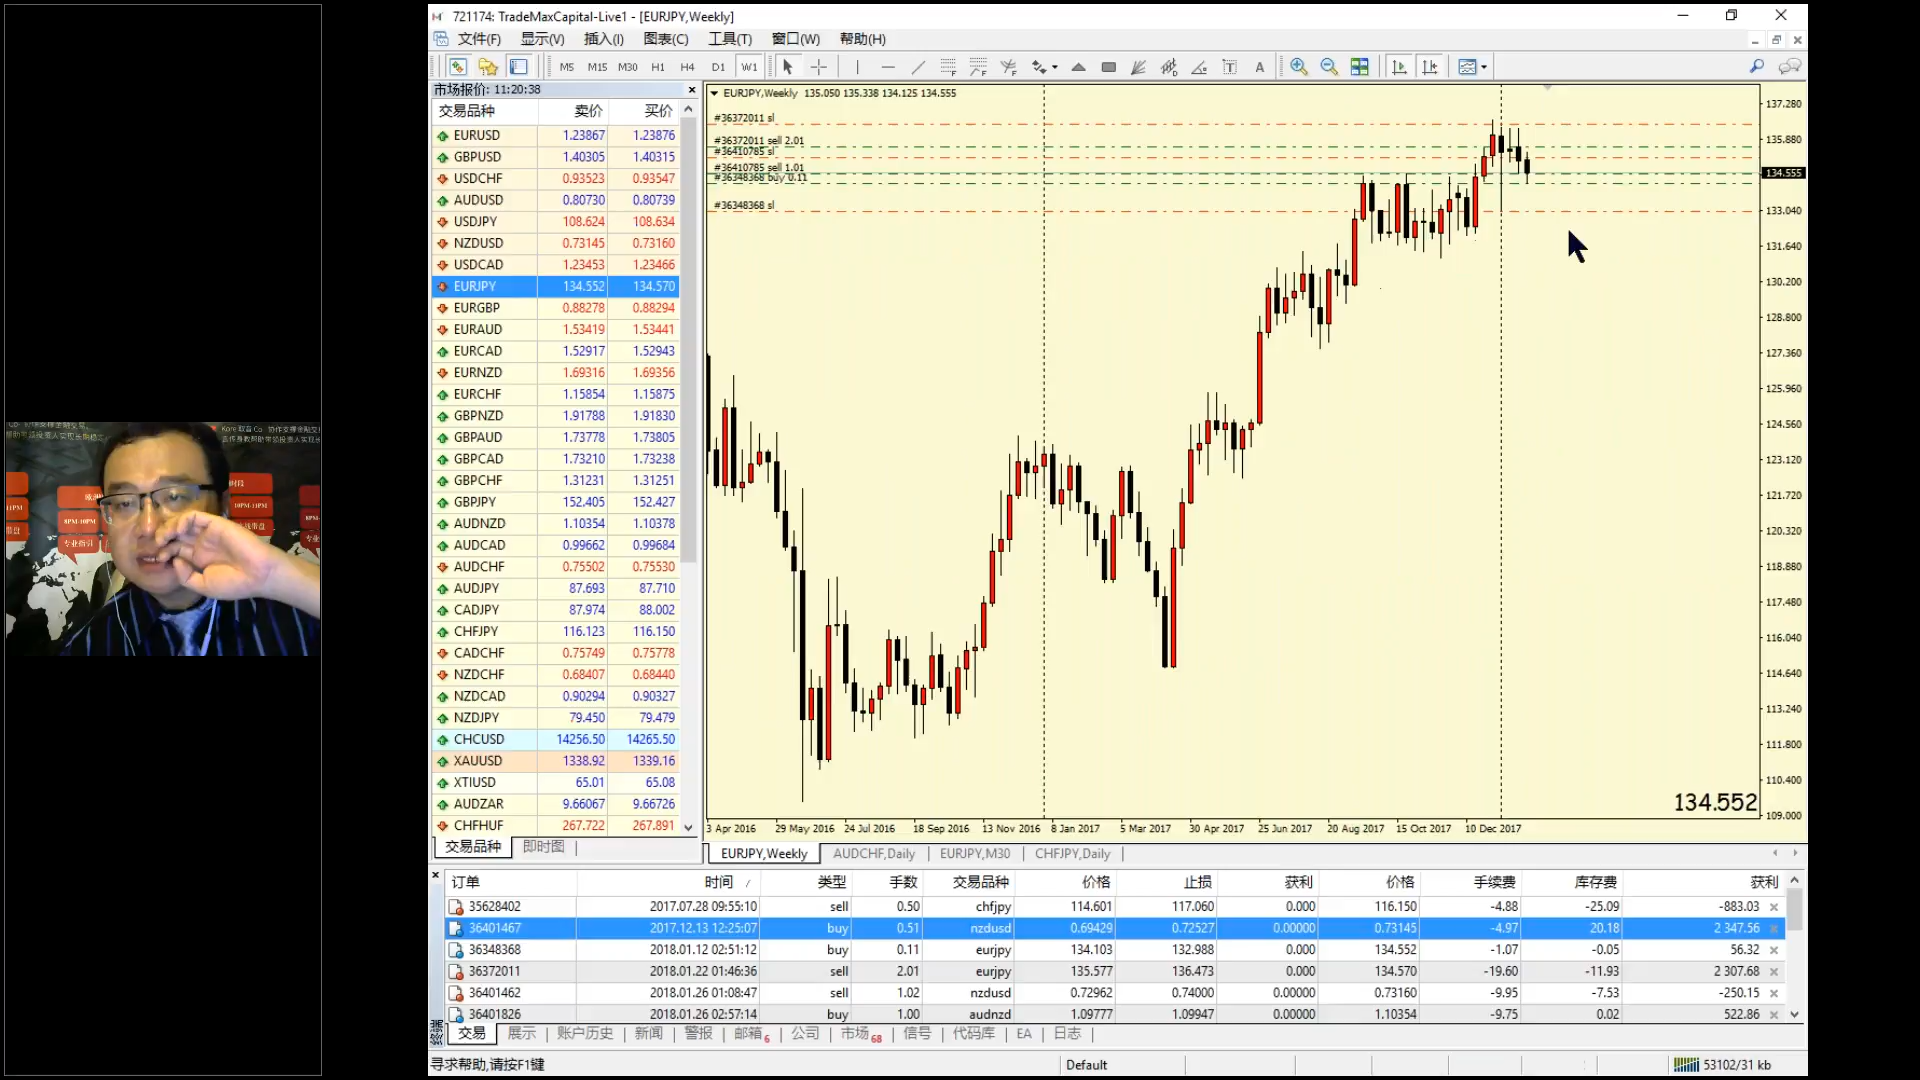 721174: TradeMaxCapital-Live1 - [EURJPY,Weekly]
文件(F) 显示(V) 插入(I) 图表(C) 工具(T) 窗口(W) 帮助(H)
M5 M15 M30 H1 H4 D1 W1
市场报价: 11:20:38
交易品种 卖价 买价
EURUSD 1.23867 1.23876
GBPUSD 1.40305 1.40315
USDCHF 0.93523 0.93547
AUDUSD 0.80730 0.80739
USDJPY 108.624 108.634
NZDUSD 0.73145 0.73160
USDCAD 1.23453 1.23466
EURJPY 134.552 134.570
EURGBP 0.88278 0.88294
EURAUD 1.53419 1.53441
EURCAD 1.52917 1.52943
EURNZD 1.69316 1.69356
EURCHF 1.15854 1.15875
GBPNZD 1.91788 1.91830
GBPAUD 1.73778 1.73805
GBPCAD 1.73210 1.73238
GBPCHF 1.31231 1.31251
GBPJPY 152.405 152.427
AUDNZD 1.10354 1.10378
AUDCAD 0.99662 0.99684
AUDCHF 0.75502 0.75530
AUDJPY 87.693 87.710
CADJPY 87.974 88.002
CHFJPY 116.123 116.150
CADCHF 0.75749 0.75778
NZDCHF 0.68407 0.68440
NZDCAD 0.90294 0.90327
NZDJPY 79.450 79.479
CHCUSD 14256.50 14265.50
XAUUSD 1338.92 1339.16
XTIUSD 65.01 65.08
AUDZAR 9.66067 9.66726
CHFHUF 267.722 267.891
交易品种 即时图
EURJPY,Weekly 135.050 135.338 134.125 134.555
#36372011 sl
#36372011 sell 2.01
#36410785 sl
#36410785 sell 1.01
#36348368 buy 0.11
#36348368 sl
137.280
135.880
134.555
133.040
131.640
130.200
128.800
127.360
125.960
124.560
123.120
121.720
120.320
118.880
117.480
116.040
114.640
113.240
111.800
110.400
109.000
134.552
3 Apr 2016 29 May 2016 24 Jul 2016 18 Sep 2016 13 Nov 2016 8 Jan 2017 5 Mar 2017 30 Apr 2017 25 Jun 2017 20 Aug 2017 15 Oct 2017 10 Dec 2017
EURJPY,Weekly AUDCHF,Daily EURJPY,M30 CHFJPY,Daily
订单 时间 类型 手数 交易品种 价格 止损 获利 价格 手续费 库存费 获利
35628402 2017.07.28 09:55:10 sell 0.50 chfjpy 114.601 117.060 0.000 116.150 -4.88 -25.09 -883.03
36401467 2017.12.13 12:25:07 buy 0.51 nzdusd 0.69429 0.72527 0.00000 0.73145 -4.97 20.18 2 347.56
36348368 2018.01.12 02:51:12 buy 0.11 eurjpy 134.103 132.988 0.000 134.552 -1.07 -0.05 56.32
36372011 2018.01.22 01:46:36 sell 2.01 eurjpy 135.577 136.473 0.000 134.570 -19.60 -11.93 2 307.68
36401462 2018.01.26 01:08:47 sell 1.02 nzdusd 0.72962 0.74000 0.00000 0.73160 -9.95 -7.53 -250.15
36401826 2018.01.26 02:57:14 buy 1.00 audnzd 1.09777 1.09947 0.00000 1.10354 -9.75 0.02 522.86
交易 展示 账户历史 新闻 警报 邮箱 6 公司 市场 68 信号 代码库 EA 日志
寻求帮助,请按F1键 Default 53102/31 kb
8PM-10PM
10PM-11PM
专业指引